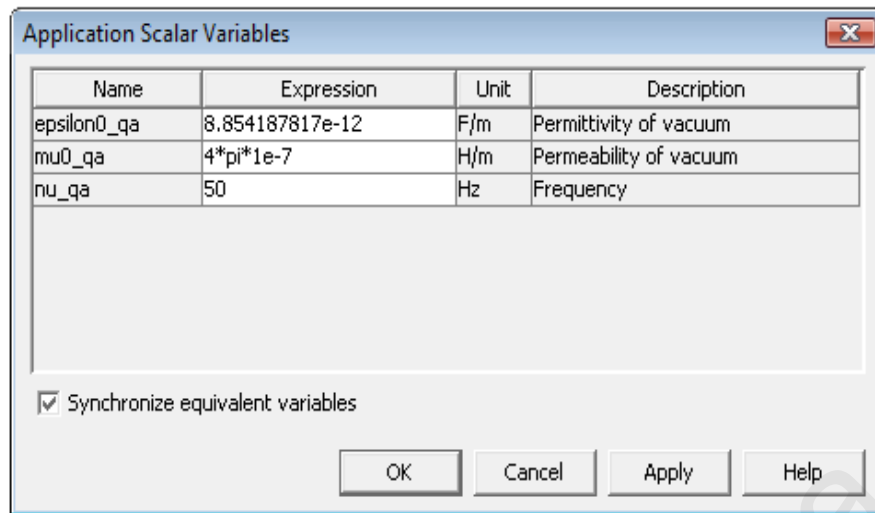 Application Scalar Variables
Name Expression Unit Description
epsilon0_qa 8.854187817e-12 F/m Permittivity of vacuum
mu0_qa 4*pi*1e-7 H/m Permeability of vacuum
nu_qa 50 Hz Frequency
Synchronize equivalent variables
OK Cancel Apply Help